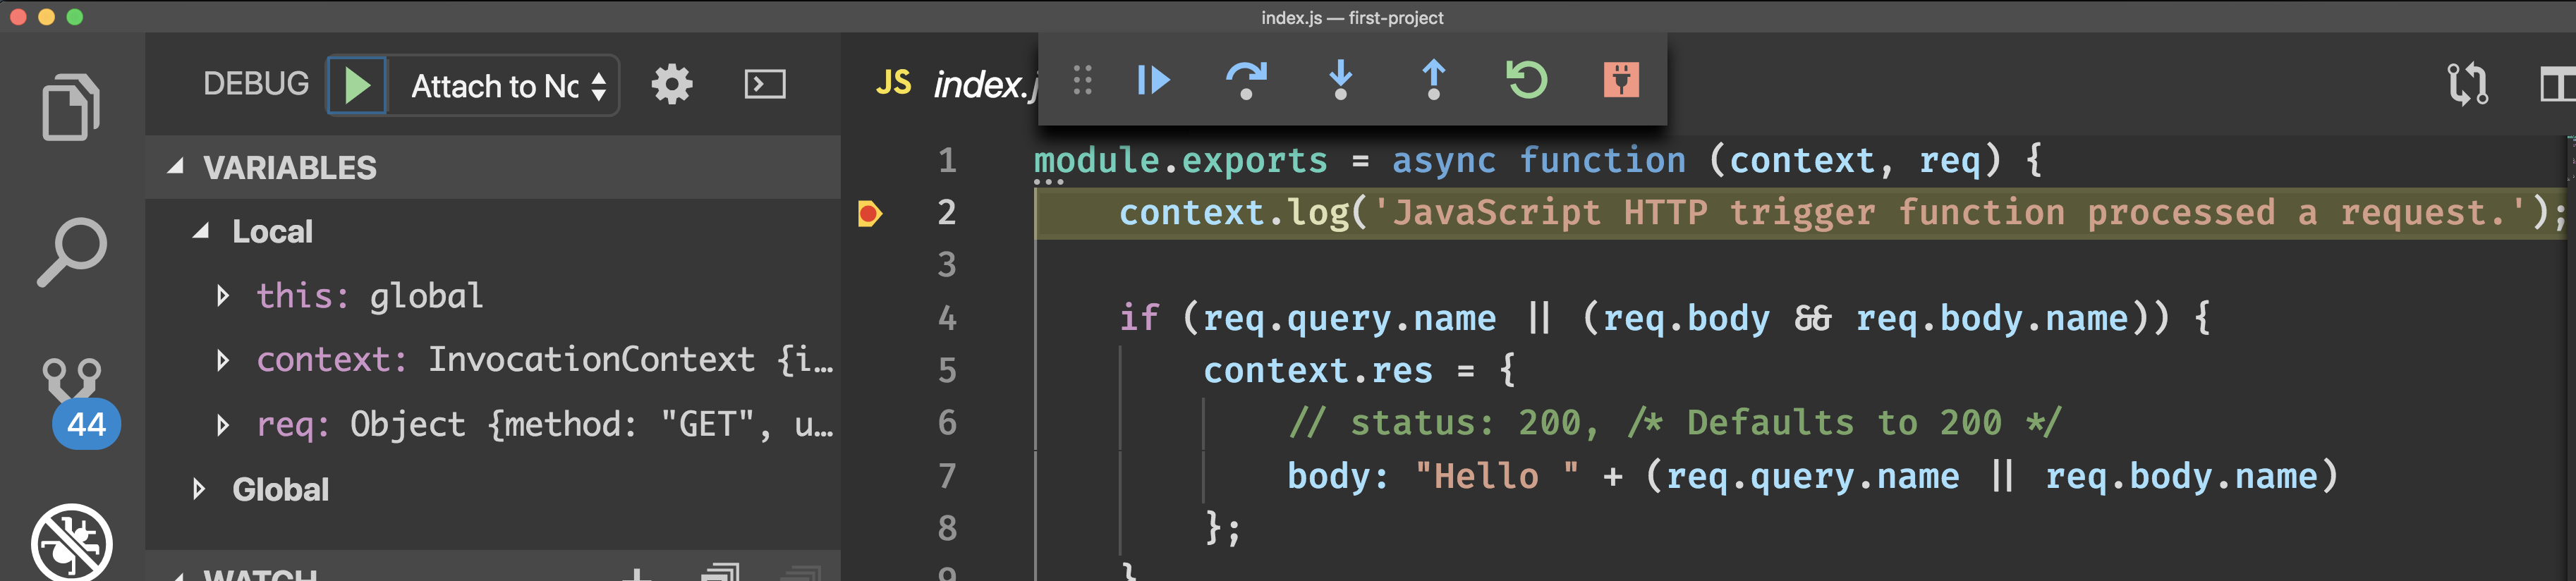 index.js — first-project
DEBUG
Attach to Nc
JS index.j
VARIABLES
Local
this: global
context: InvocationContext {i…
req: Object {method: "GET", u…
Global
WATCH
44
1 module.exports = async function (context, req) {
2 context.log('JavaScript HTTP trigger function processed a request.');
3
4 if (req.query.name || (req.body && req.body.name)) {
5 context.res = {
6 // status: 200, /* Defaults to 200 */
7 body: "Hello " + (req.query.name || req.body.name)
8 };
9 }